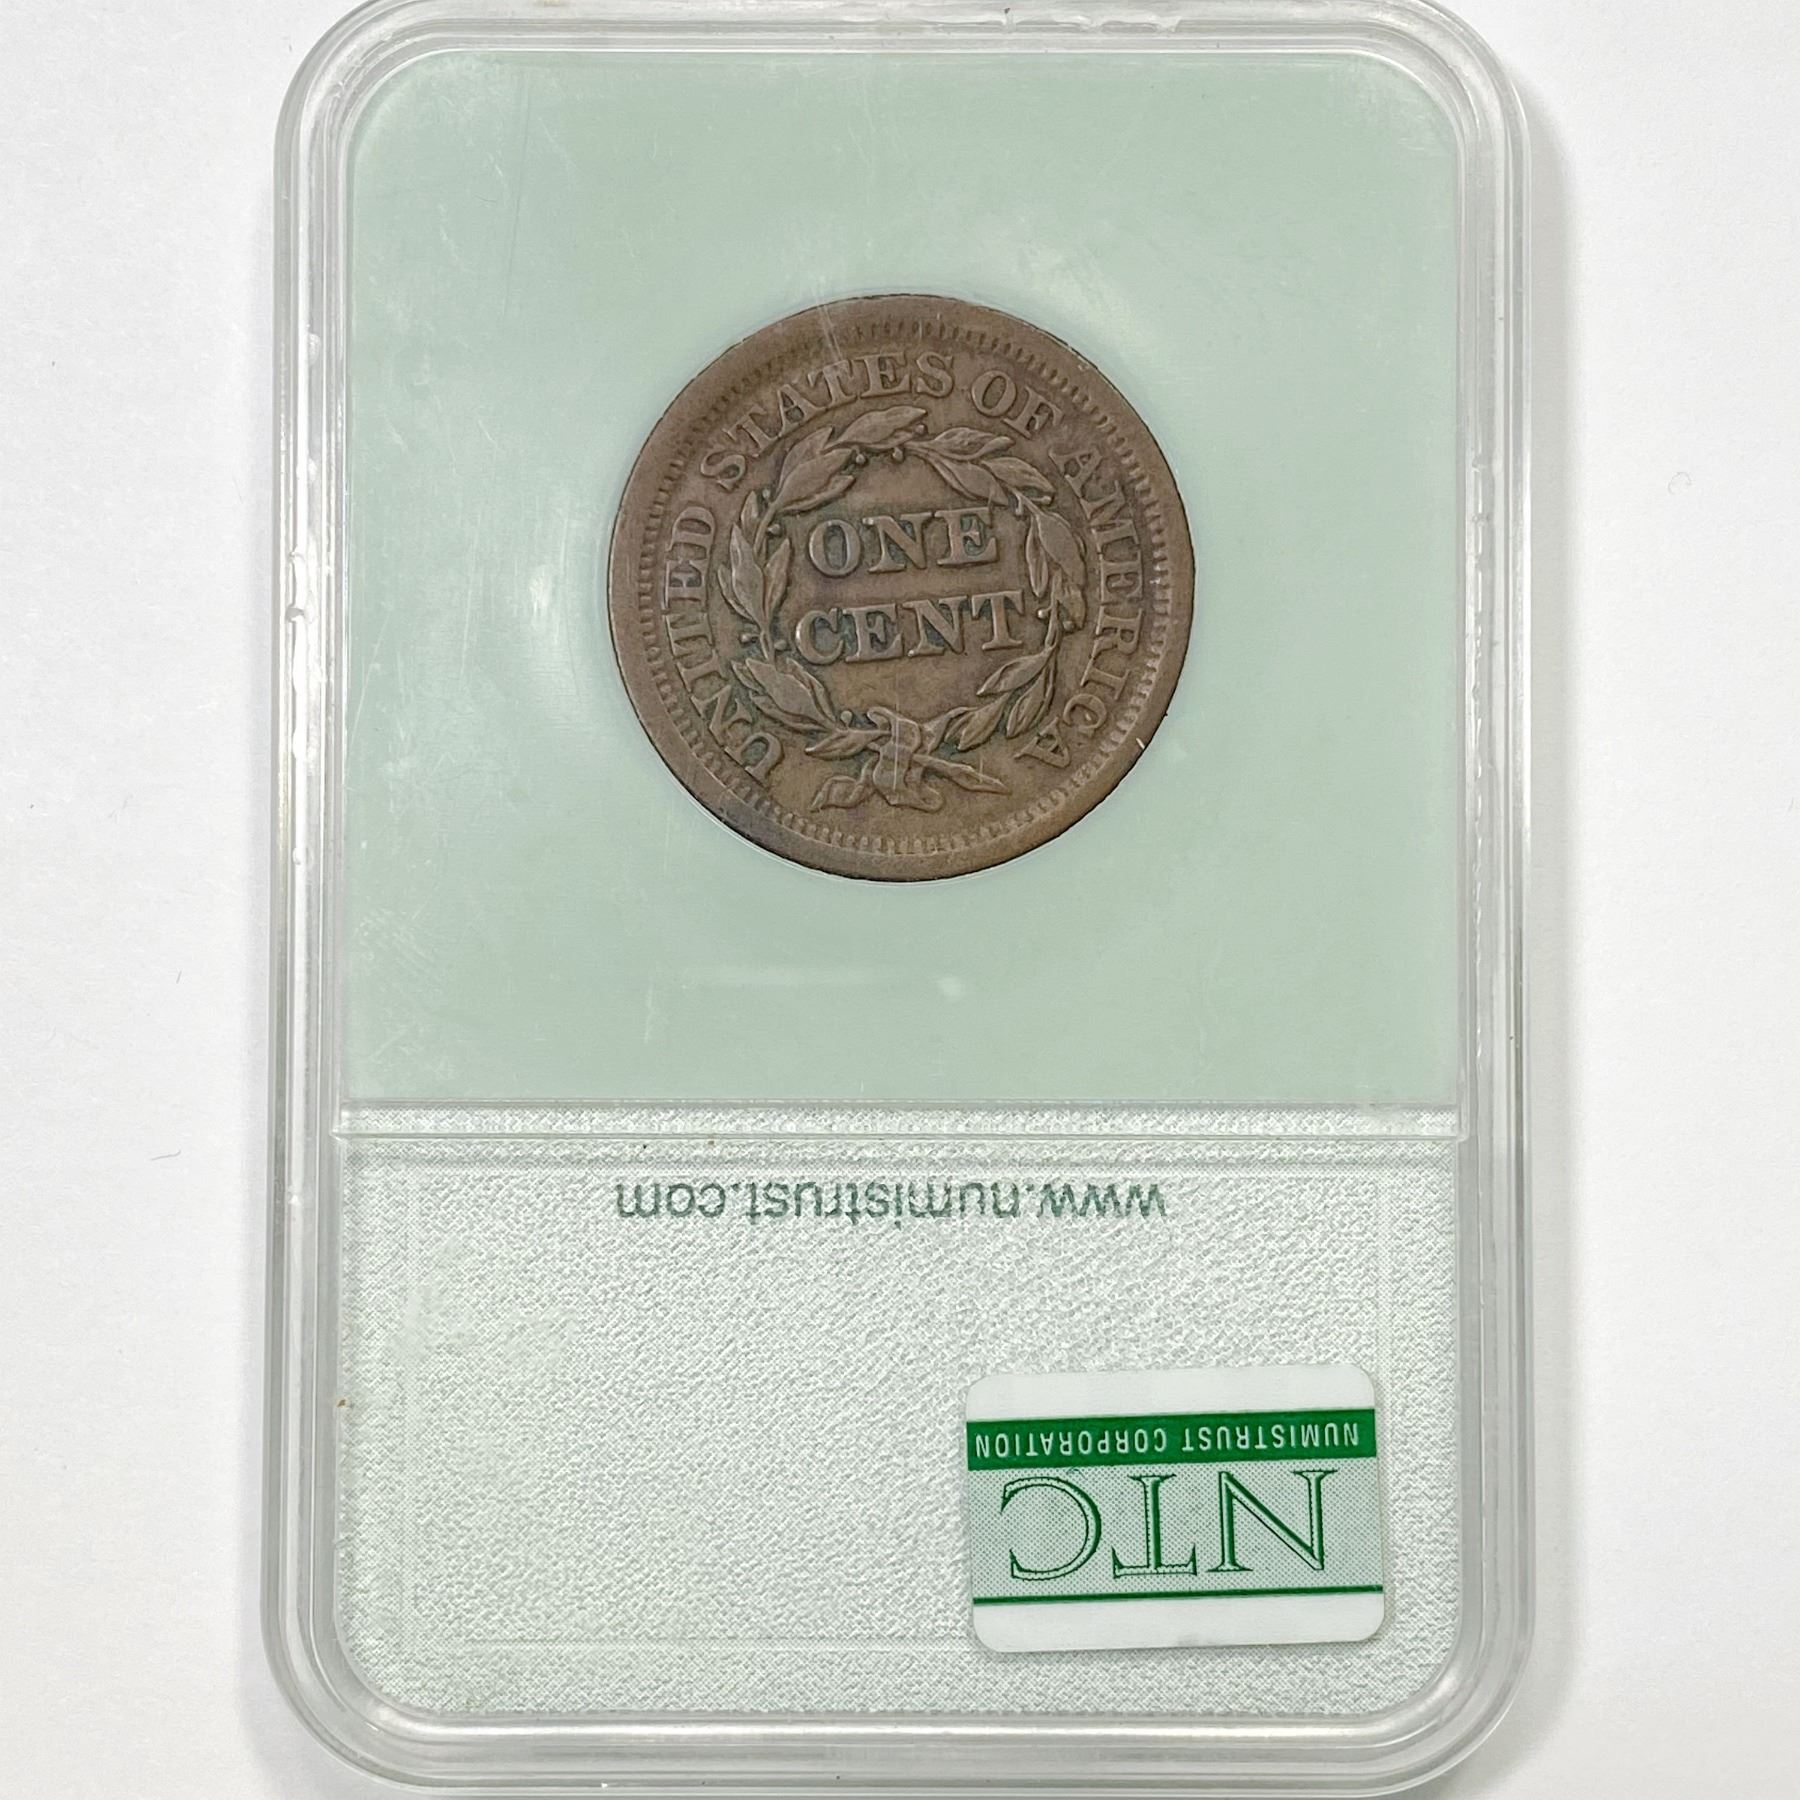 UNITED STATES OF AMERICA
ONE
CENT
www.numistrust.com
NUMISTRUST CORPORATION
NTC